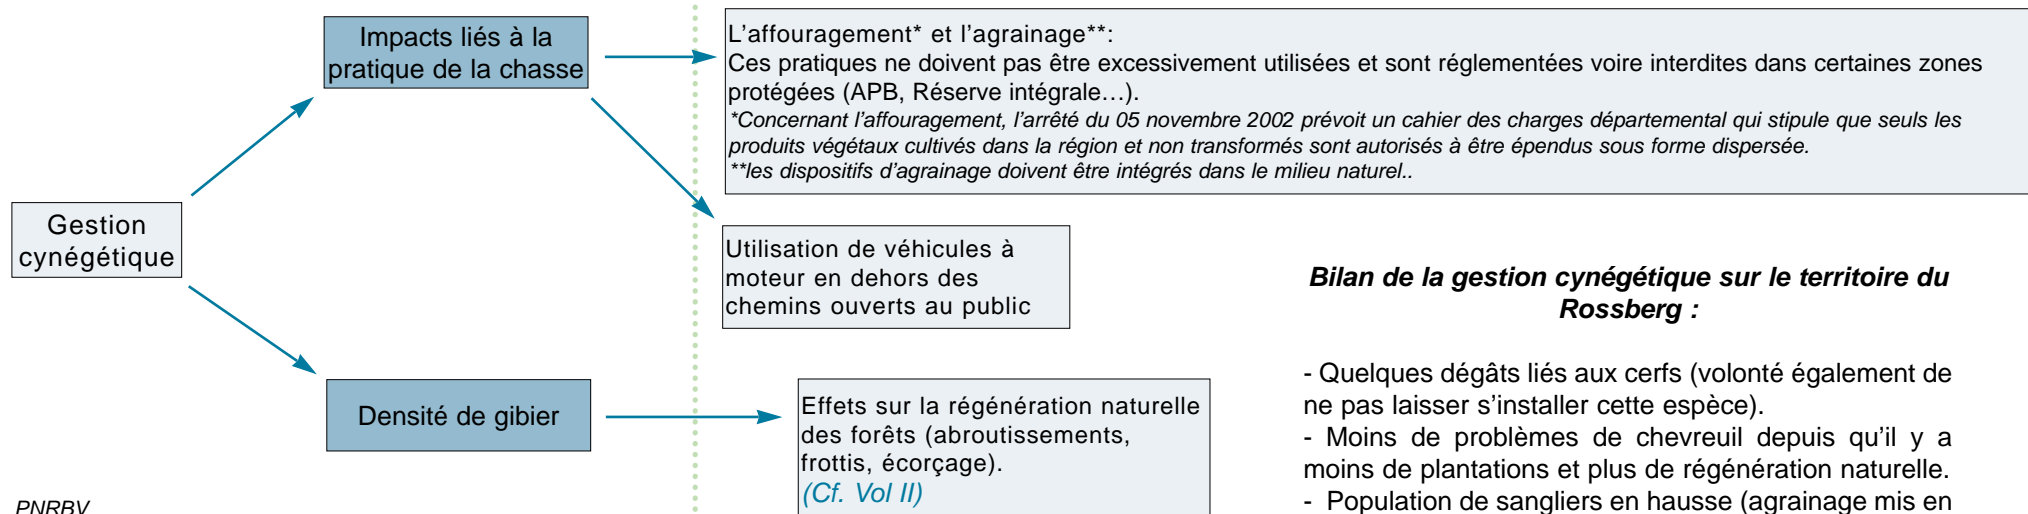 Impacts liés à la
pratique de la chasse
L’affouragement* et l’agrainage**:
Ces pratiques ne doivent pas être excessivement utilisées et sont réglementées voire interdites dans certaines zones
protégées (APB, Réserve intégrale…).
*Concernant l’affouragement, l’arrêté du 05 novembre 2002 prévoit un cahier des charges départemental qui stipule que seuls les
produits végétaux cultivés dans la région et non transformés sont autorisés à être épendus sous forme dispersée.
**les dispositifs d’agrainage doivent être intégrés dans le milieu naturel..
Gestion
cynégétique
Utilisation de véhicules à
moteur en dehors des
chemins ouverts au public
Densité de gibier
Effets sur la régénération naturelle
des forêts (abroutissements,
frottis, écorçage).
(Cf. Vol II)
Bilan de la gestion cynégétique sur le territoire du
Rossberg :
- Quelques dégâts liés aux cerfs (volonté également de
ne pas laisser s’installer cette espèce).
- Moins de problèmes de chevreuil depuis qu’il y a
moins de plantations et plus de régénération naturelle.
- Population de sangliers en hausse (agrainage mis en
PNRBV